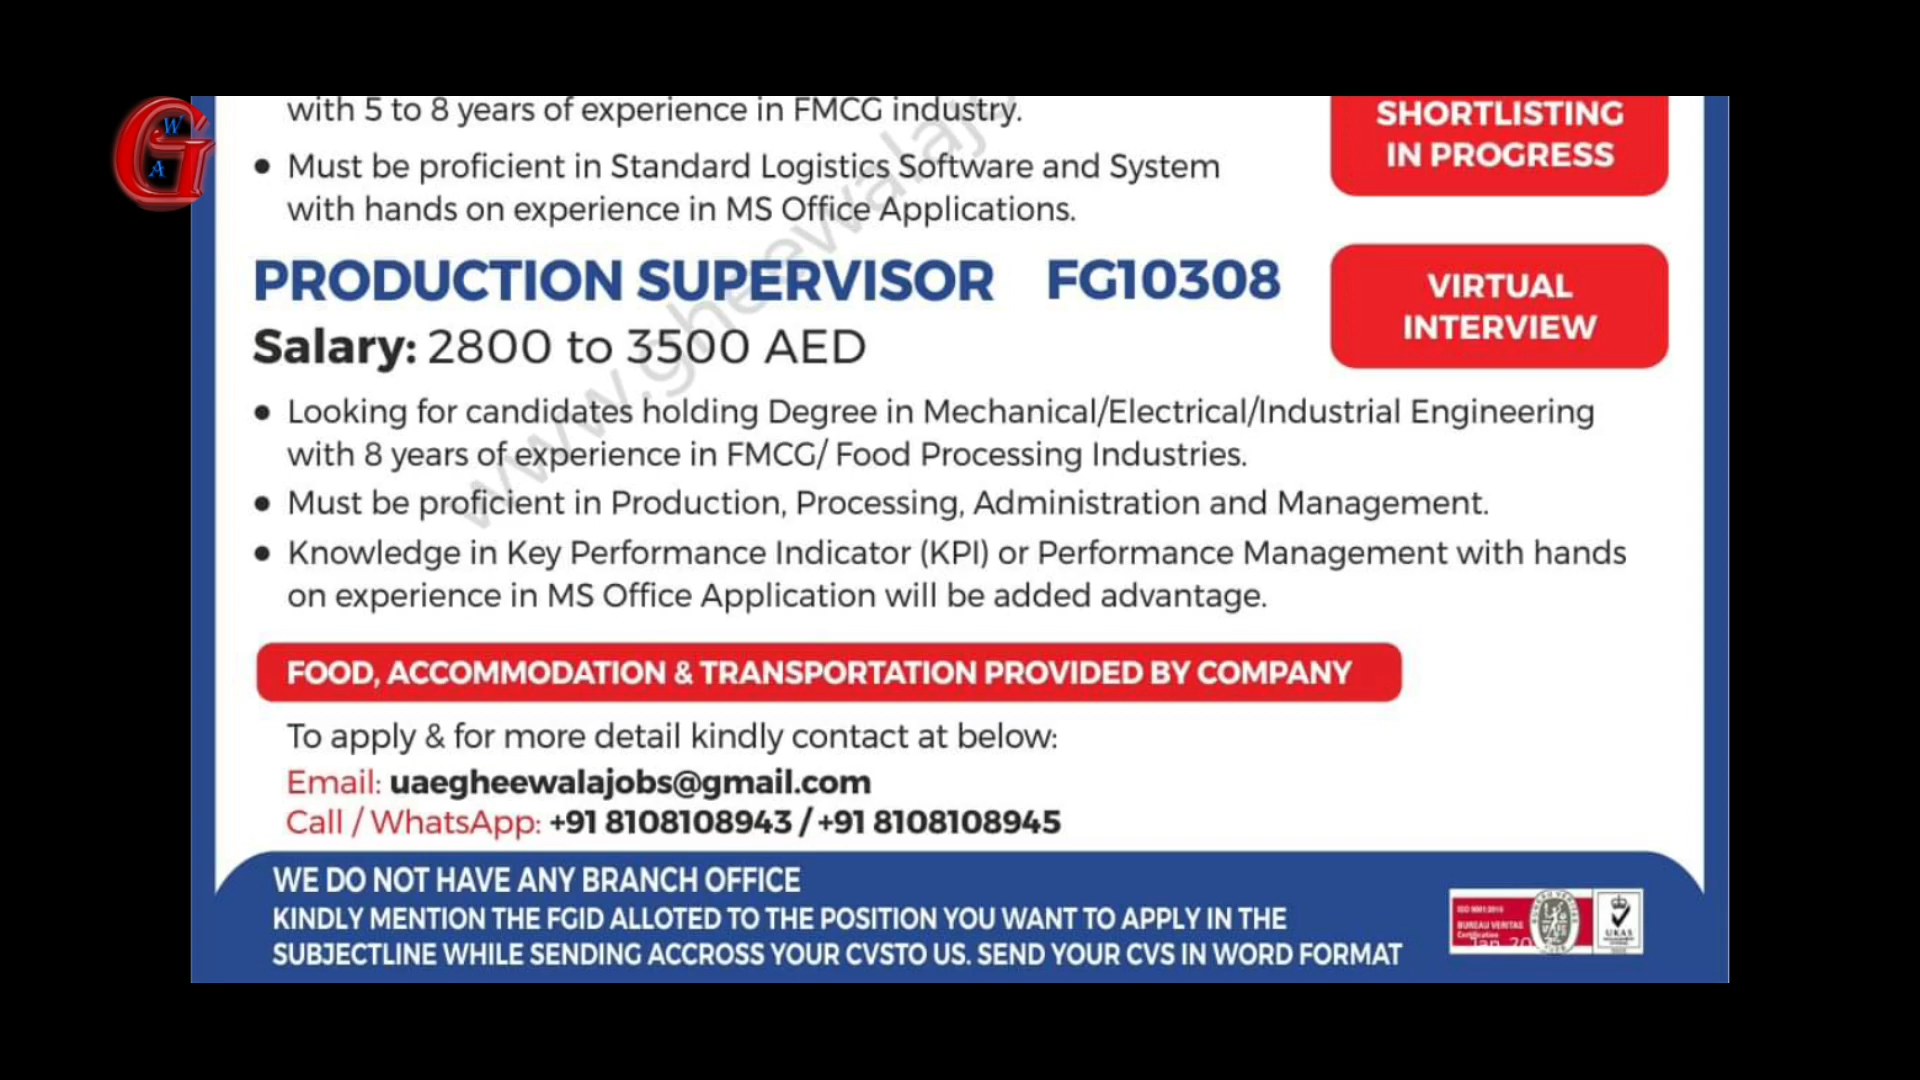 with 5 to 8 years of experience in FMCG industry.
SHORTLISTING
IN PROGRESS
• Must be proficient in Standard Logistics Software and System
with hands on experience in MS Office Applications.
PRODUCTION SUPERVISOR FG10308
Salary: 2800 to 3500 AED
VIRTUAL
INTERVIEW
• Looking for candidates holding Degree in Mechanical/Electrical/Industrial Engineering
with 8 years of experience in FMCG/ Food Processing Industries.
• Must be proficient in Production, Processing, Administration and Management.
• Knowledge in Key Performance Indicator (KPI) or Performance Management with hands
on experience in MS Office Application will be added advantage.
FOOD, ACCOMMODATION & TRANSPORTATION PROVIDED BY COMPANY
To apply & for more detail kindly contact at below:
Email: uaegheewalajobs@gmail.com
Call / WhatsApp: +91 8108108943 / +91 8108108945
WE DO NOT HAVE ANY BRANCH OFFICE
KINDLY MENTION THE FGID ALLOTED TO THE POSITION YOU WANT TO APPLY IN THE
SUBJECTLINE WHILE SENDING ACCROSS YOUR CVSTO US. SEND YOUR CVS IN WORD FORMAT
BUREAU VERITAS
Certification
UKAS
G W A
www.gheewalaj